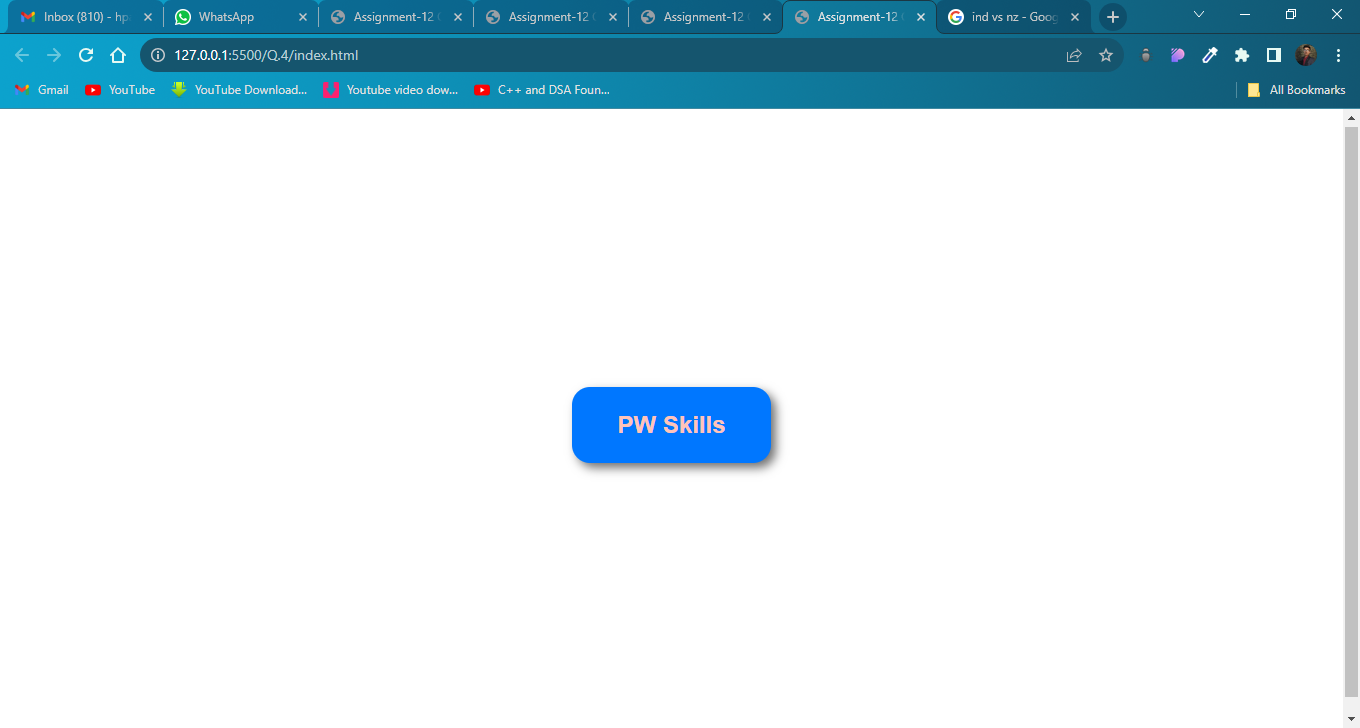 Inbox (810) - hp
WhatsApp
Assignment-12
Assignment-12
Assignment-12
Assignment-12
ind vs nz - Goog
127.0.0.1:5500/Q.4/index.html
Gmail
YouTube
YouTube Download...
Youtube video dow...
C++ and DSA Foun...
All Bookmarks
PW Skills